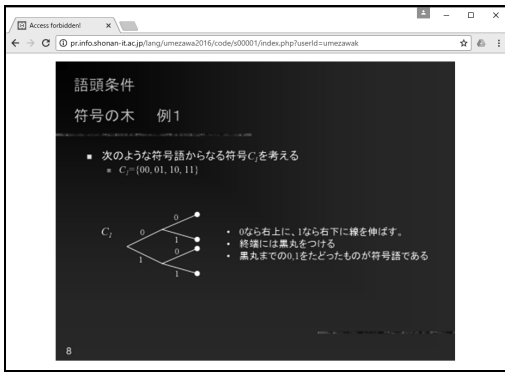 Access forbidden!
pr.info.shonan-it.ac.jp/lang/umezawa2016/code/s00001/index.php?userId=umezawak
語頭条件
符号の木 例1
次のような符号語からなる符号C₁を考える
C₁={00, 01, 10, 11}
C₁
0
0
1
0
1
1
0なら右上に、1なら右下に線を伸ばす。
終端には黒丸をつける
黒丸までの0,1をたどったものが符号語である
8